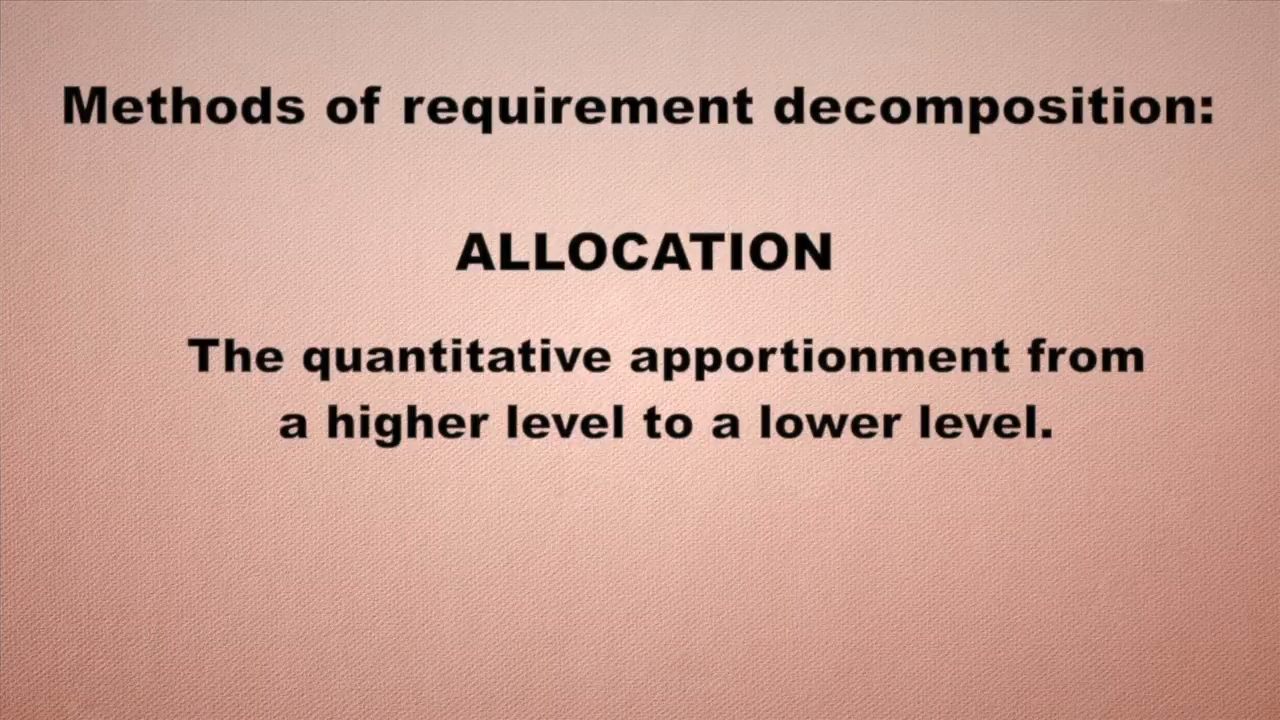 Methods of requirement decomposition:
ALLOCATION
The quantitative apportionment from
a higher level to a lower level.